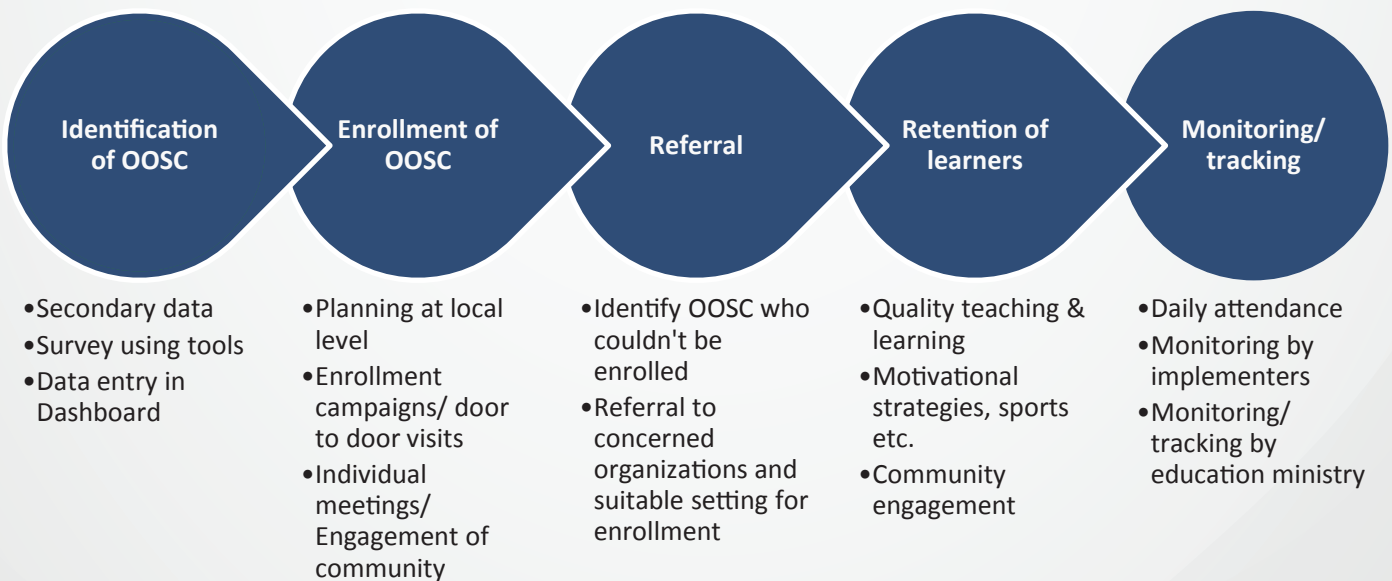 Identification
of OOSC
Enrollment of
OOSC
Referral
Retention of
learners
Monitoring/
tracking
•Secondary data
•Survey using tools
•Data entry in
Dashboard
•Planning at local
level
•Enrollment
campaigns/ door
to door visits
•Individual
meetings/
Engagement of
community
•Identify OOSC who
couldn't be
enrolled
•Referral to
concerned
organizations and
suitable setting for
enrollment
•Quality teaching &
learning
•Motivational
strategies, sports
etc.
•Community
engagement
•Daily attendance
•Monitoring by
implementers
•Monitoring/
tracking by
education ministry